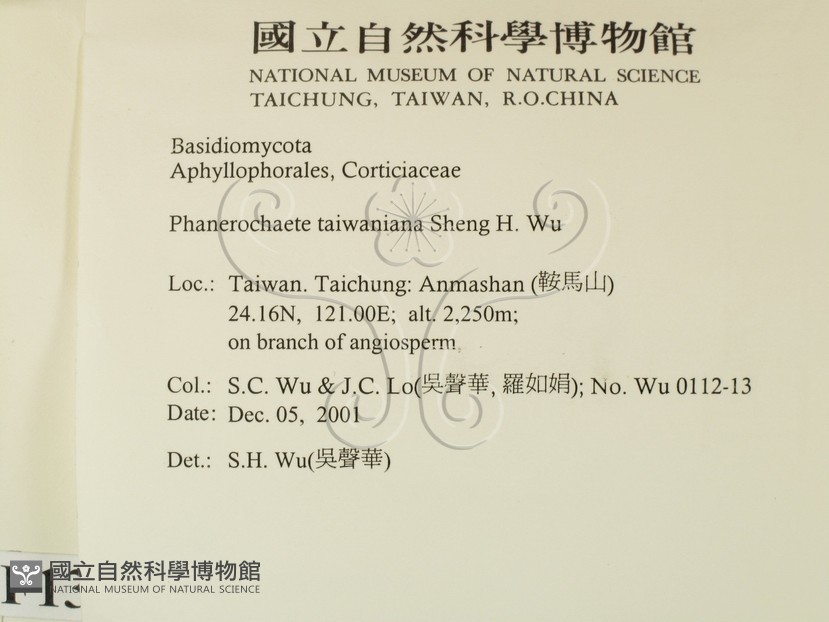 國立自然科學博物館
NATIONAL MUSEUM OF NATURAL SCIENCE
TAICHUNG, TAIWAN, R.O.CHINA
Basidiomycota
Aphyllophorales, Corticiaceae
Phanerochaete taiwaniana Sheng H. Wu
Loc.: Taiwan. Taichung: Anmashan (鞍馬山)
24.16N, 121.00E; alt. 2,250m;
on branch of angiosperm
Col.: S.C. Wu & J.C. Lo(吳聲華, 羅如娟); No. Wu 0112-13
Date: Dec. 05, 2001
Det.: S.H. Wu(吳聲華)
國立自然科學博物館
NATIONAL MUSEUM OF NATURAL SCIENCE